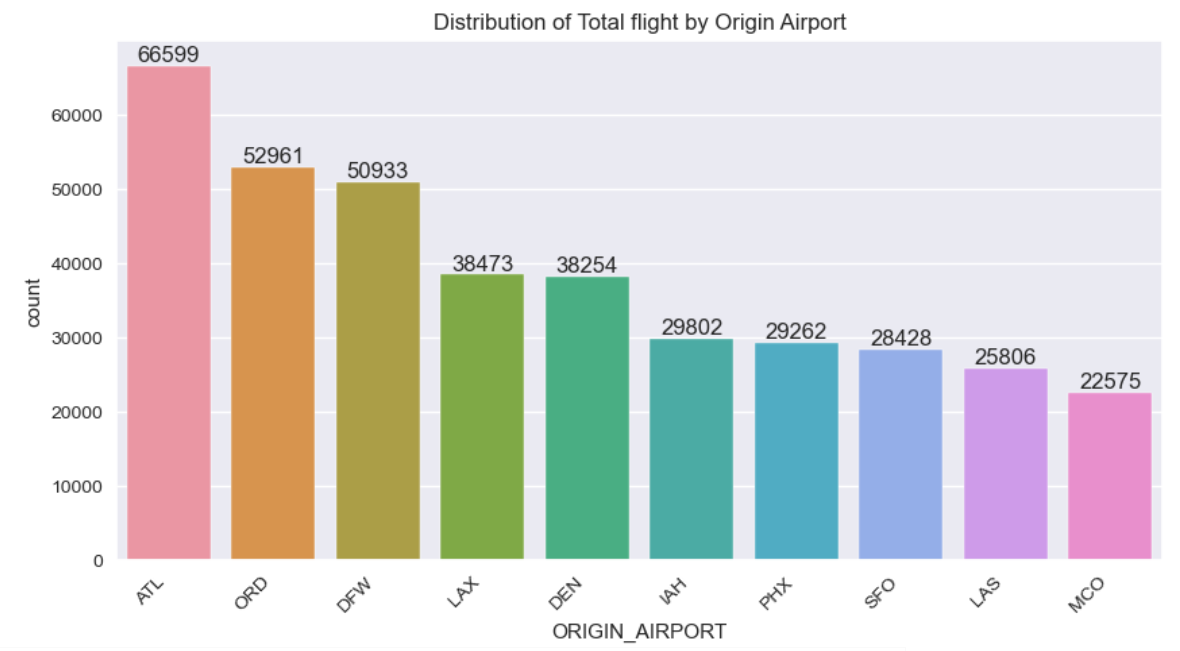 Distribution of Total flight by Origin Airport
66599
52961
50933
38473
38254
29802
29262
28428
25806
22575
60000
50000
40000
30000
20000
10000
0
count
ATL
ORD
DFW
LAX
DEN
IAH
PHX
SFO
LAS
MCO
ORIGIN_AIRPORT